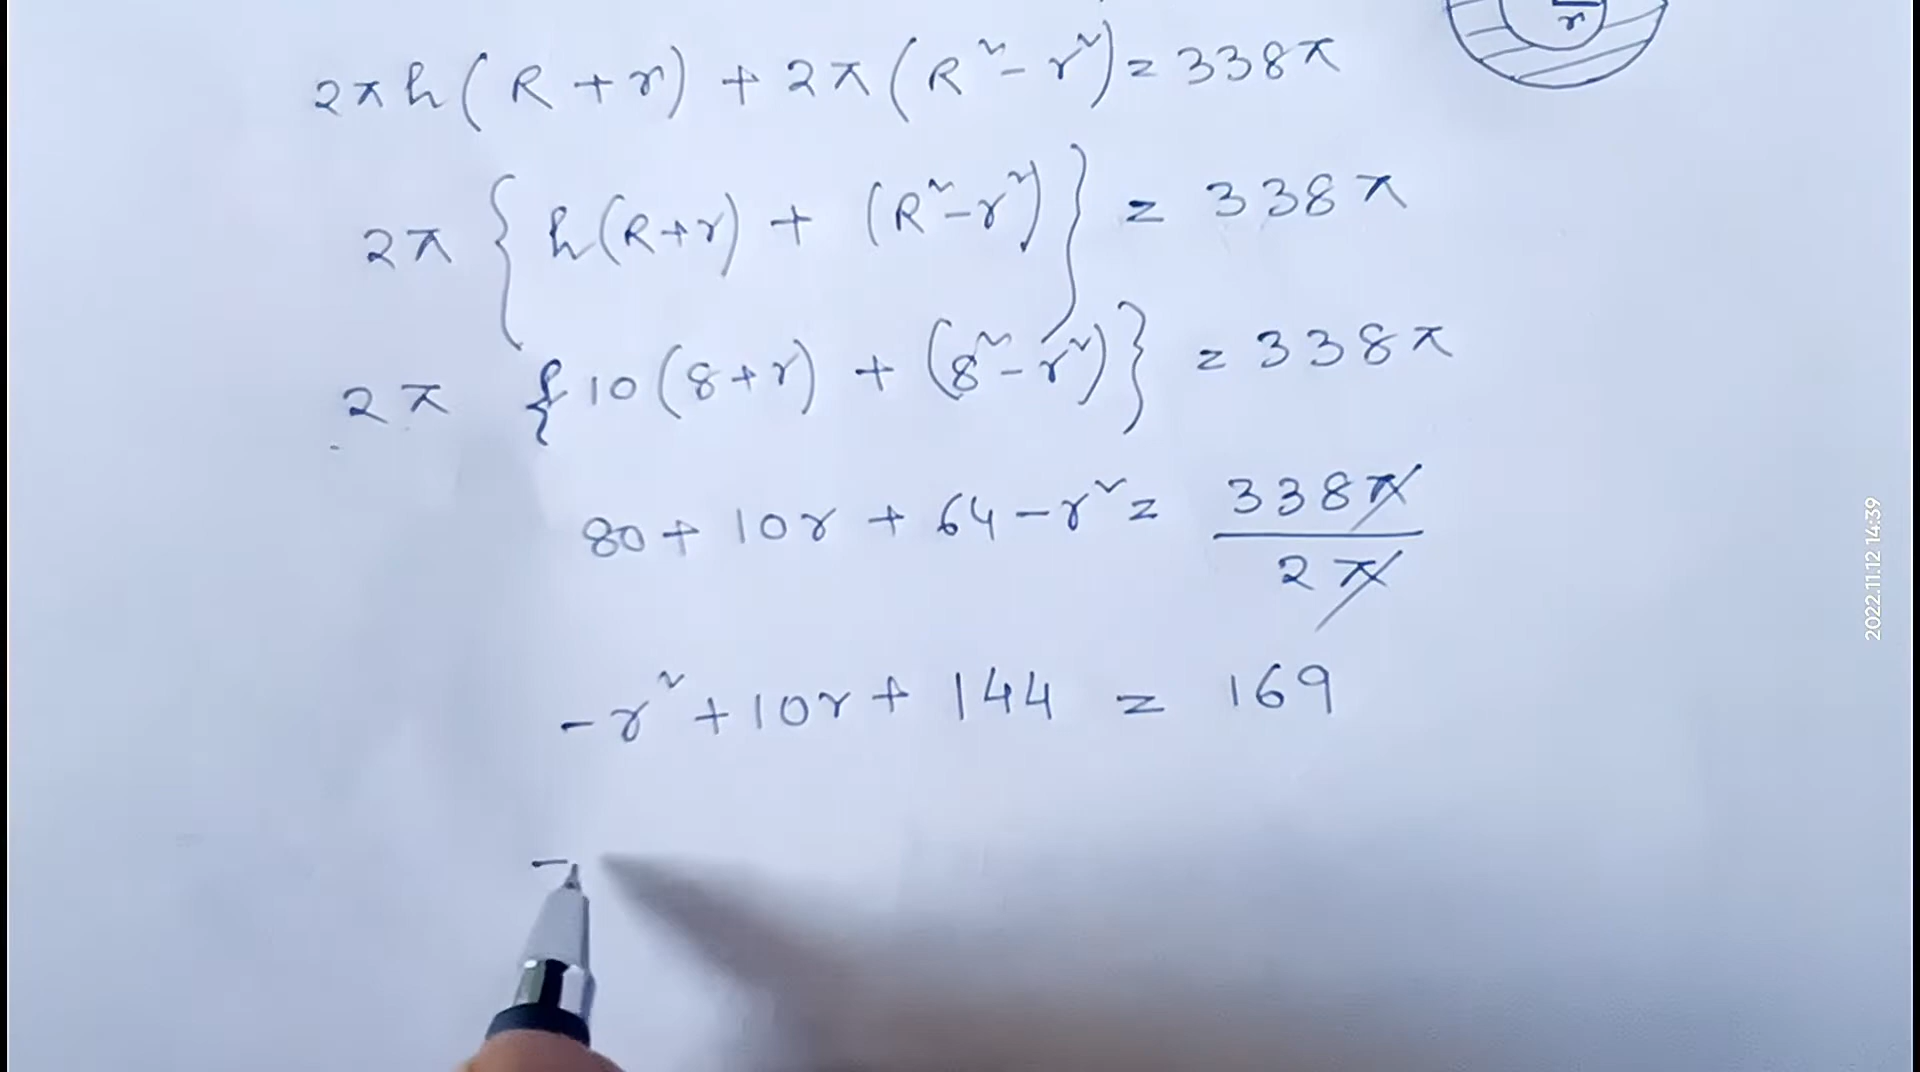 r
2πh(R+r) + 2π(R²-r²) = 338π
2π {h(R+r) + (R²-r²)} = 338π
2π {10(8+r) + (8²-r²)} = 338π
80 + 10r + 64 - r² = 338π / 2π
-r² + 10r + 144 = 169
-
2022.11.12 14:39